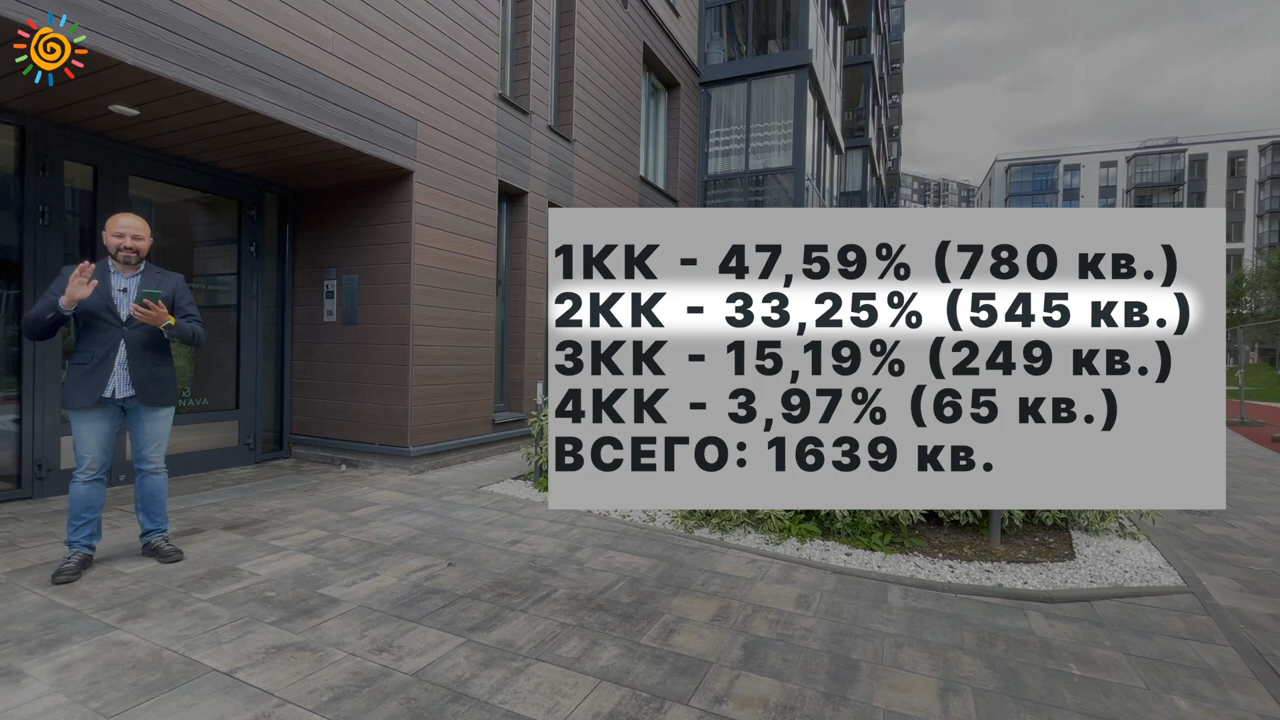 1КК - 47,59% (780 кв.)
2КК - 33,25% (545 кв.)
3КК - 15,19% (249 кв.)
4КК - 3,97% (65 кв.)
ВСЕГО: 1639 кв.